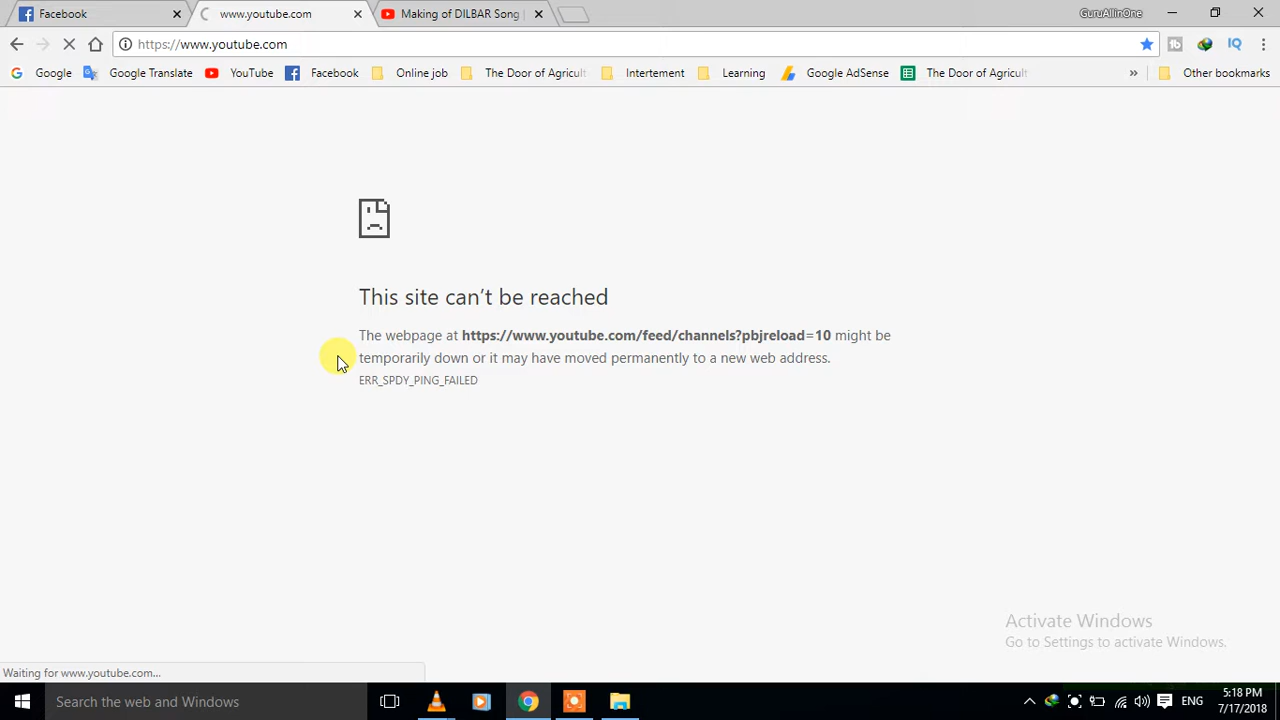 Facebook
www.youtube.com
Making of DILBAR Song |
GuruAllinOne
https://www.youtube.com
Google
Google Translate
YouTube
Facebook
Online job
The Door of Agricult
Intertement
Learning
Google AdSense
The Door of Agricult
»
Other bookmarks
This site can't be reached
The webpage at https://www.youtube.com/feed/channels?pbjreload=10 might be
temporarily down or it may have moved permanently to a new web address.
ERR_SPDY_PING_FAILED
Activate Windows
Go to Settings to activate Windows.
Waiting for www.youtube.com...
Search the web and Windows
ENG
5:18 PM
7/17/2018